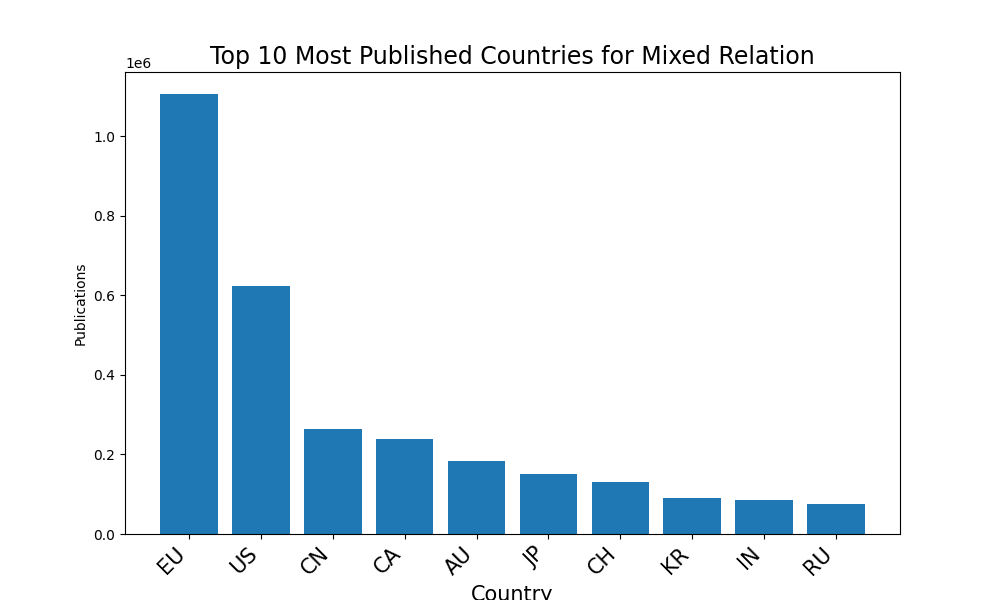 Top 10 Most Published Countries for Mixed Relation
1e6
1.0
0.8
0.6
0.4
0.2
0.0
Publications
EU US CN CA AU JP CH KR IN RU
Country